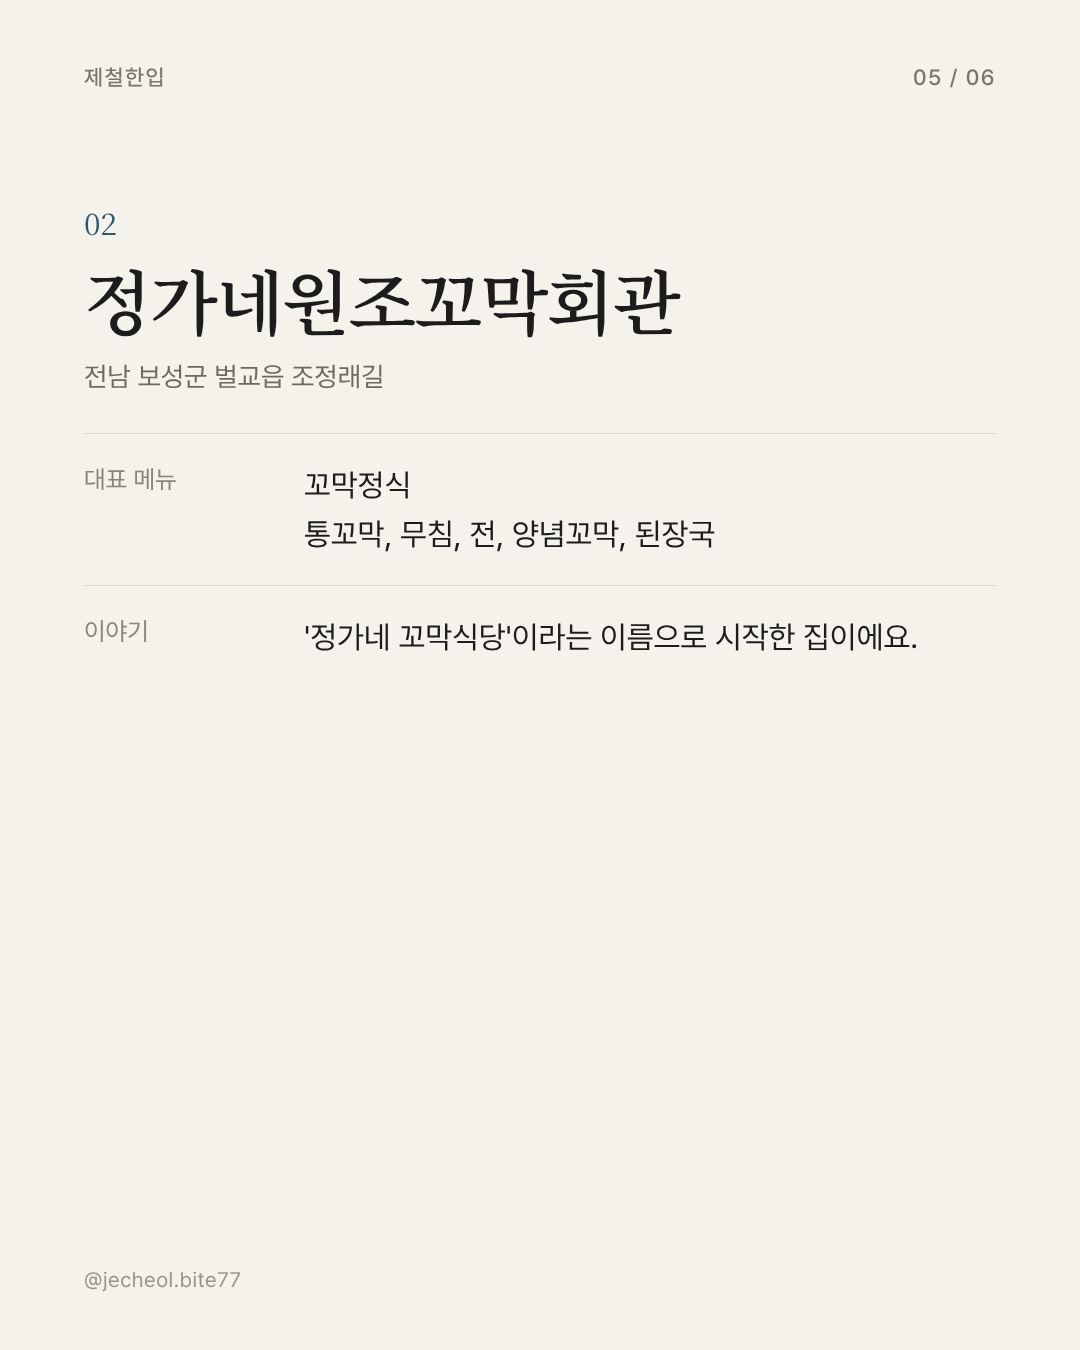 제철한입
05 / 06
02
정가네원조꼬막회관
전남 보성군 벌교읍 조정래길
대표 메뉴
꼬막정식
통꼬막, 무침, 전, 양념꼬막, 된장국
이야기
'정가네 꼬막식당'이라는 이름으로 시작한 집이에요.
@jecheol.bite77